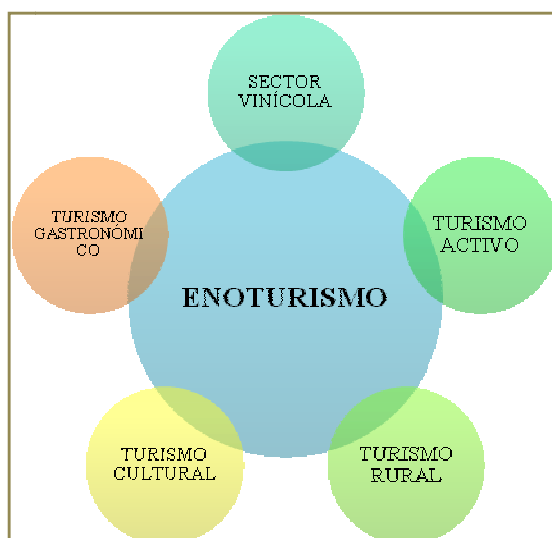 SECTOR
VINÍCOLA
TURISMO
GASTRONÓMI
CO
TURISMO
ACTIVO
ENOTURISMO
TURISMO
CULTURAL
TURISMO
RURAL